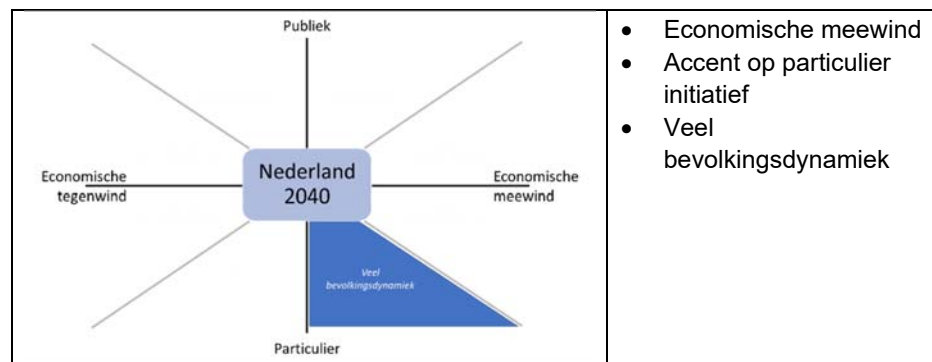 Publiek
Economische
tegenwind
Nederland
2040
Economische
meewind
Veel
bevolkingsdynamiek
Particulier
• Economische meewind
• Accent op particulier
initiatief
• Veel
bevolkingsdynamiek